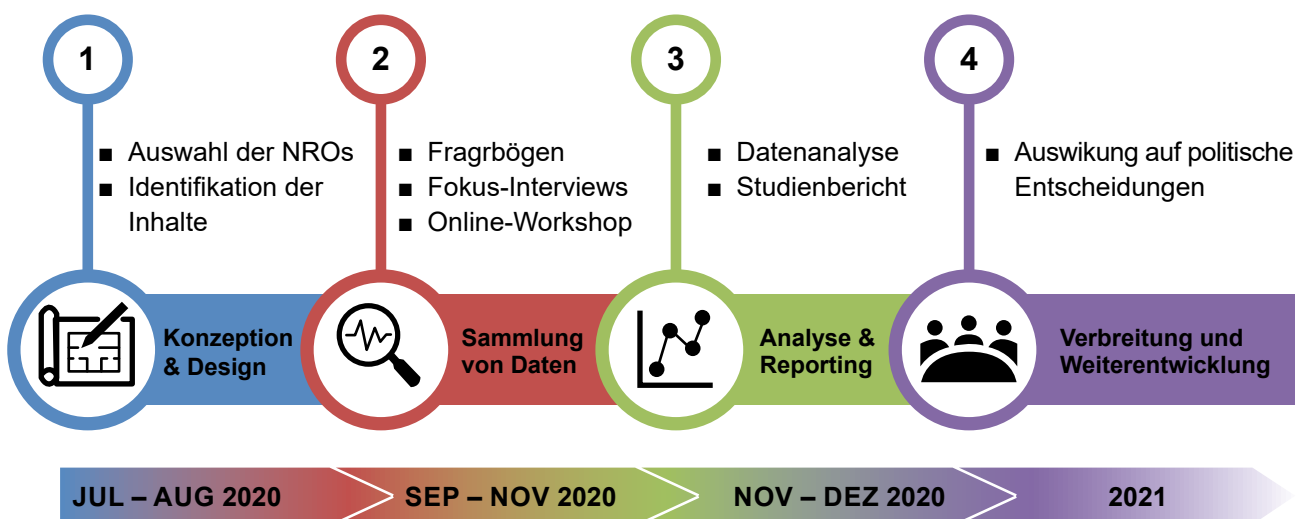 1
■ Auswahl der NROs
■ Identifikation der
Inhalte
Konzeption
& Design
2
■ Fragrbögen
■ Fokus-Interviews
■ Online-Workshop
Sammlung
von Daten
3
■ Datenanalyse
■ Studienbericht
Analyse &
Reporting
4
■ Auswikung auf politische
Entscheidungen
Verbreitung und
Weiterentwicklung
JUL – AUG 2020
SEP – NOV 2020
NOV – DEZ 2020
2021